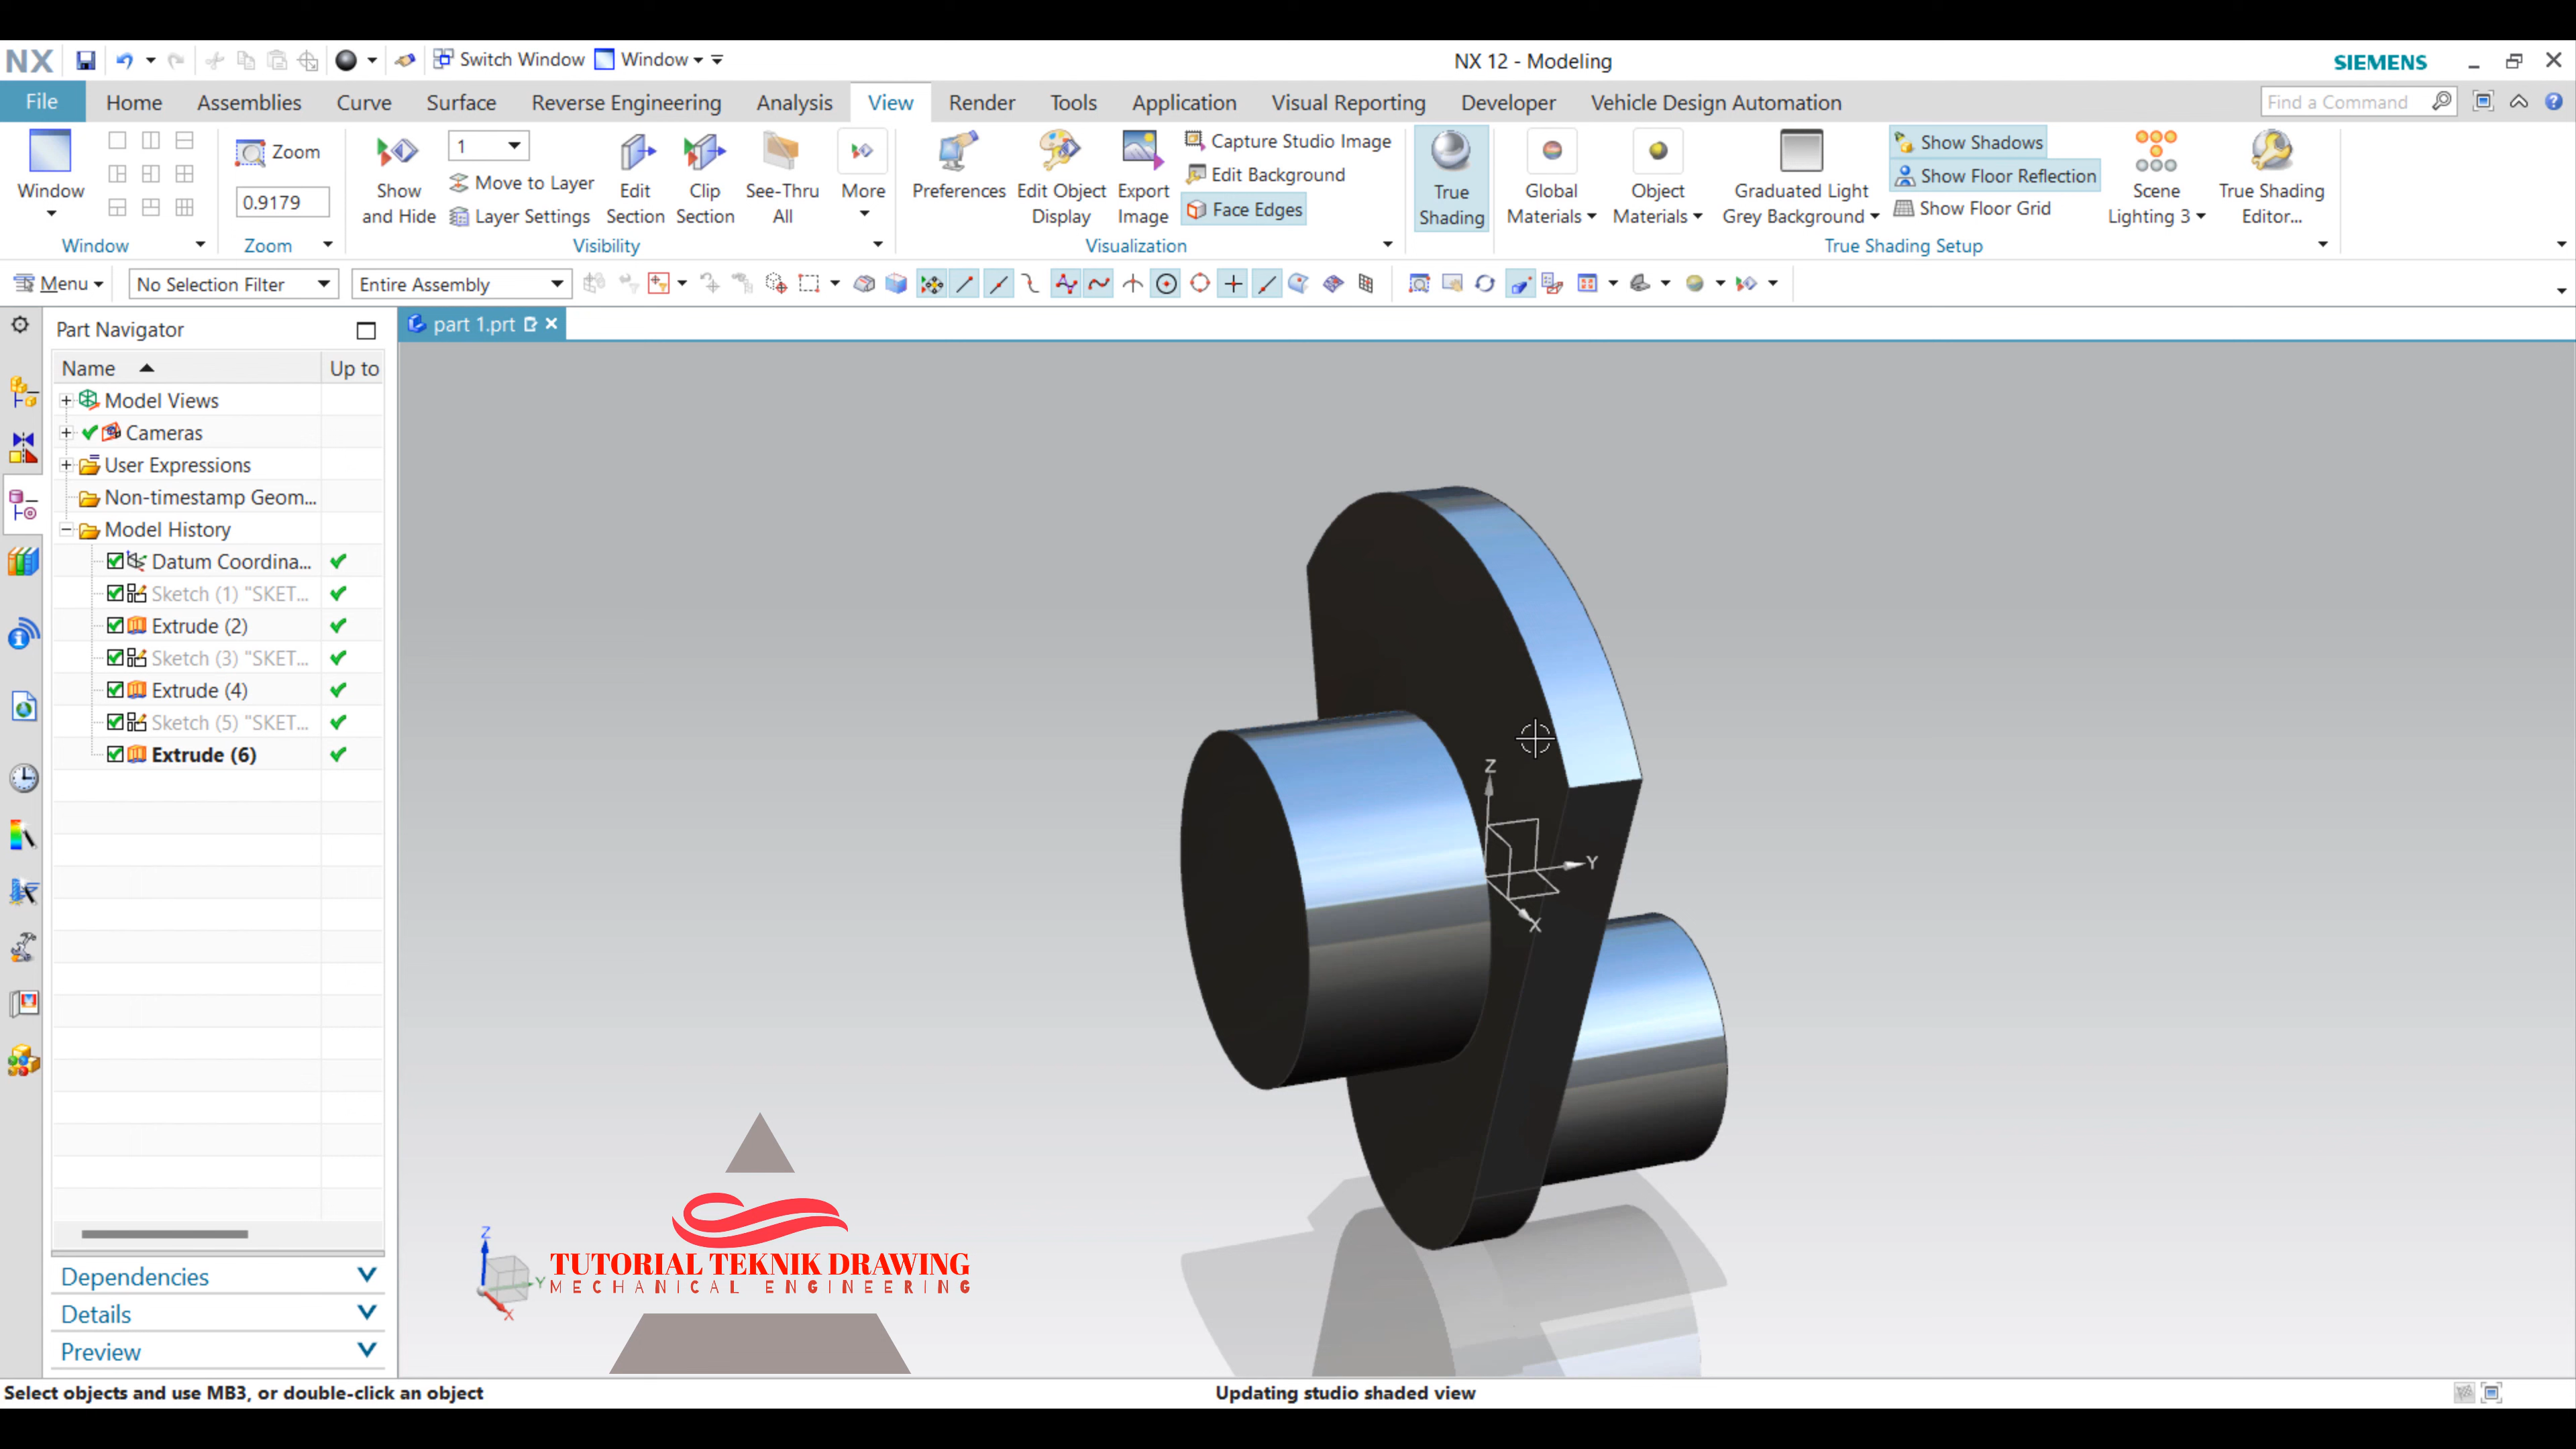 NX
Switch Window
Window
NX 12 - Modeling
SIEMENS
File
Home
Assemblies
Curve
Surface
Reverse Engineering
Analysis
View
Render
Tools
Application
Visual Reporting
Developer
Vehicle Design Automation
Find a Command
Window
Window
Zoom
0.9179
Zoom
Show
and Hide
1
Move to Layer
Layer Settings
Edit
Section
Clip
Section
See-Thru
All
More
Visibility
Preferences
Edit Object
Display
Export
Image
Capture Studio Image
Edit Background
Face Edges
Visualization
True
Shading
Global
Materials
Object
Materials
Graduated Light
Grey Background
Show Shadows
Show Floor Reflection
Show Floor Grid
Scene
Lighting 3
True Shading
Editor...
True Shading Setup
Menu
No Selection Filter
Entire Assembly
Part Navigator
part 1.prt
Name
Up to
Model Views
Cameras
User Expressions
Non-timestamp Geom...
Model History
Datum Coordina...
Sketch (1) "SKET...
Extrude (2)
Sketch (3) "SKET...
Extrude (4)
Sketch (5) "SKET...
Extrude (6)
Z
Y
X
Z
Y
X
TUTORIAL TEKNIK DRAWING
MECHANICAL ENGINEERING
Dependencies
Details
Preview
Select objects and use MB3, or double-click an object
Updating studio shaded view